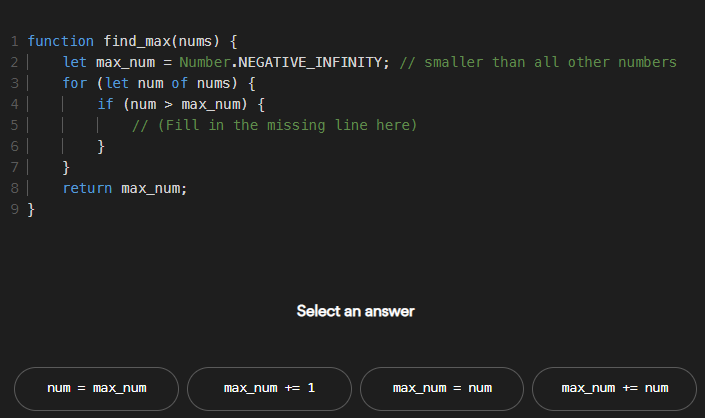 1 function find_max(nums) {
2     let max_num = Number.NEGATIVE_INFINITY; // smaller than all other numbers
3     for (let num of nums) {
4         if (num > max_num) {
5             // (Fill in the missing line here)
6         }
7     }
8     return max_num;
9 }
Select an answer
num = max_num    max_num += 1    max_num = num    max_num += num